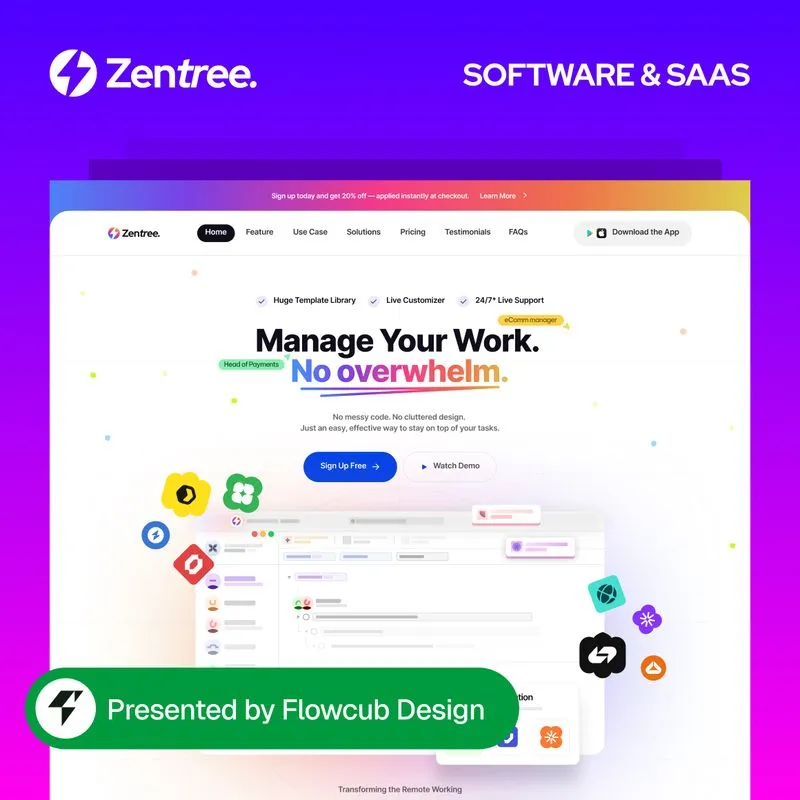 Zentree.
SOFTWARE & SAAS
Sign up today and get 20% off — applied instantly at checkout. Learn More
Zentree.
Home Feature Use Case Solutions Pricing Testimonials FAQs Download the App
Huge Template Library Live Customizer 24/7* Live Support
eComm manager
Manage Your Work.
Head of Payments
No overwhelm.
No messy code. No cluttered design.
Just an easy, effective way to stay on top of your tasks.
Sign Up Free Watch Demo
Presented by Flowcub Design
Transforming the Remote Working